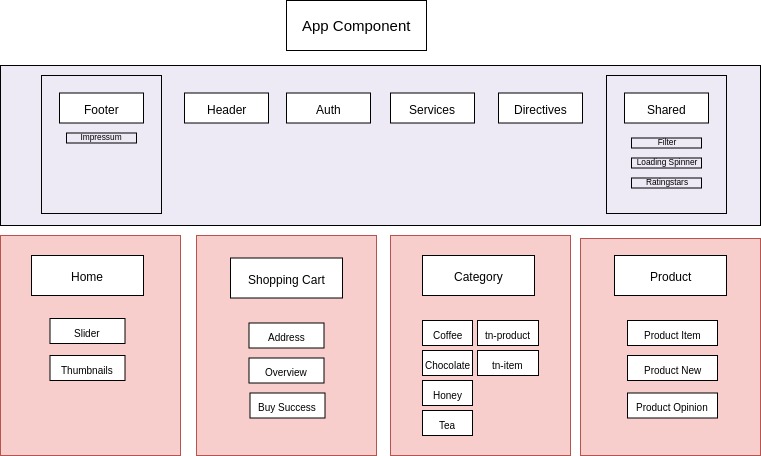 App Component
Footer
Impressum
Header
Auth
Services
Directives
Shared
Filter
Loading Spinner
Ratingstars
Home
Slider
Thumbnails
Shopping Cart
Address
Overview
Buy Success
Category
Coffee
tn-product
Chocolate
tn-item
Honey
Tea
Product
Product Item
Product New
Product Opinion